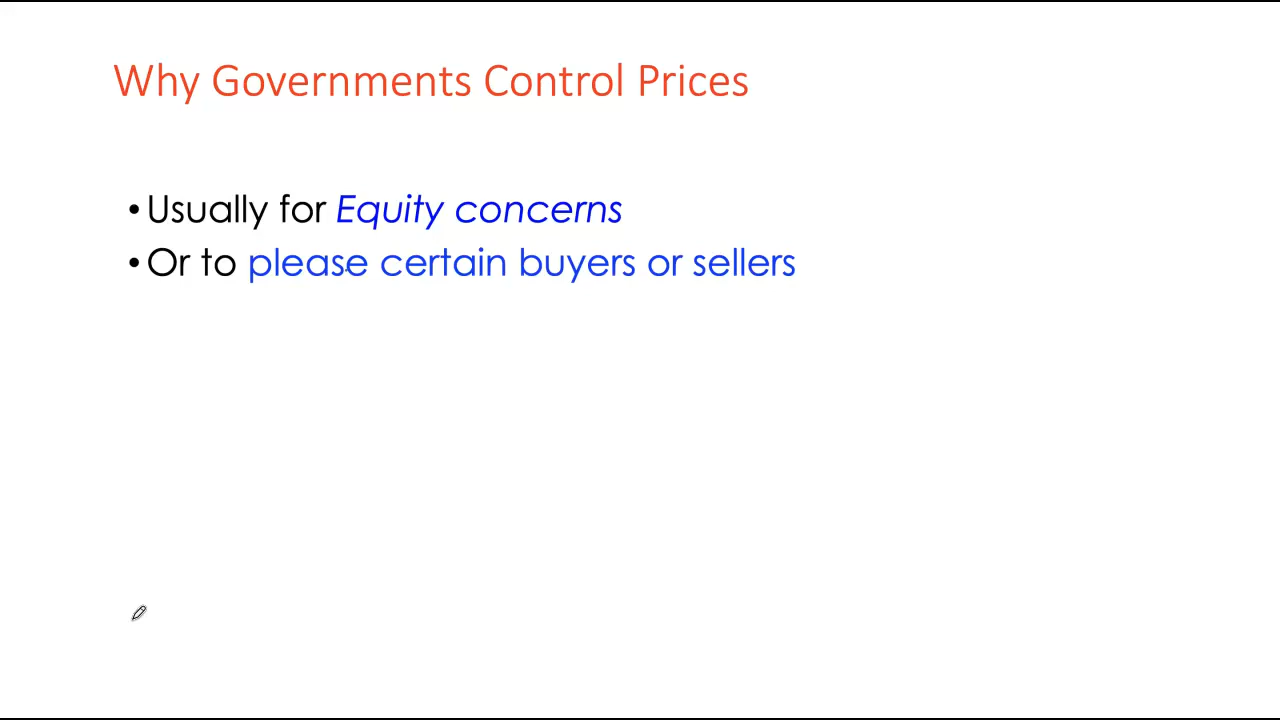 Why Governments Control Prices
•Usually for Equity concerns
•Or to please certain buyers or sellers